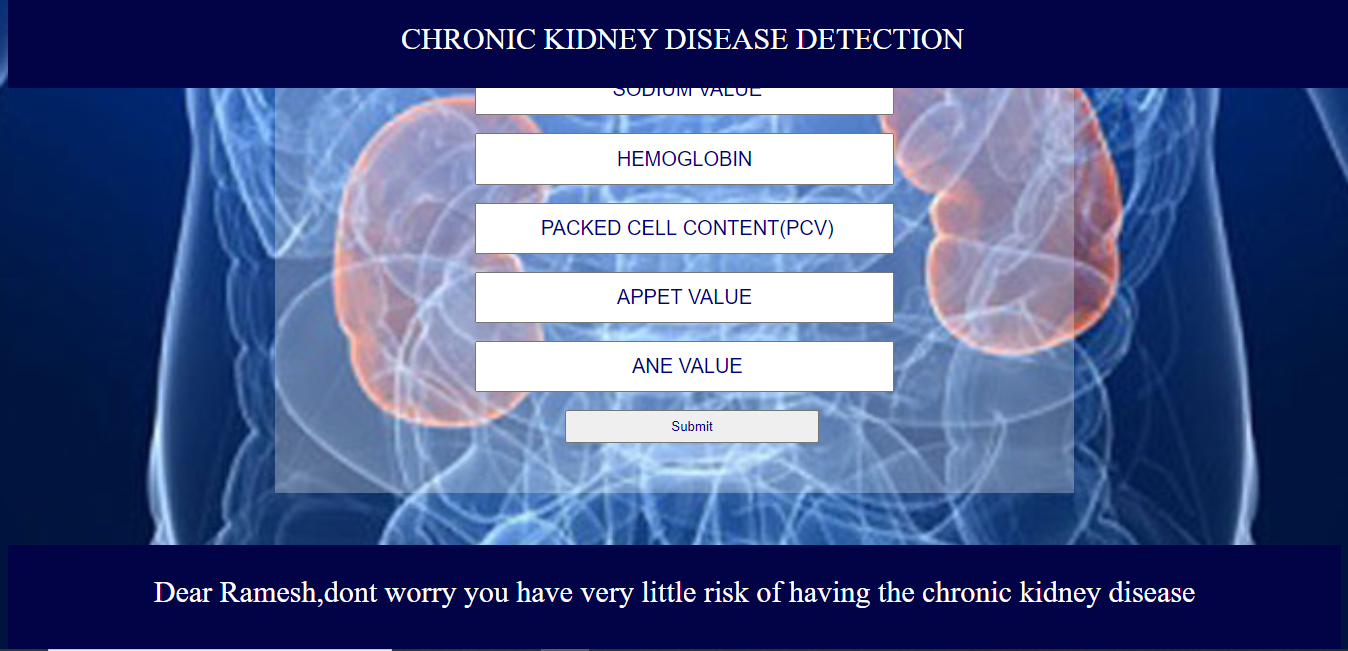 CHRONIC KIDNEY DISEASE DETECTION
SODIUM VALUE
HEMOGLOBIN
PACKED CELL CONTENT(PCV)
APPET VALUE
ANE VALUE
Submit
Dear Ramesh,dont worry you have very little risk of having the chronic kidney disease